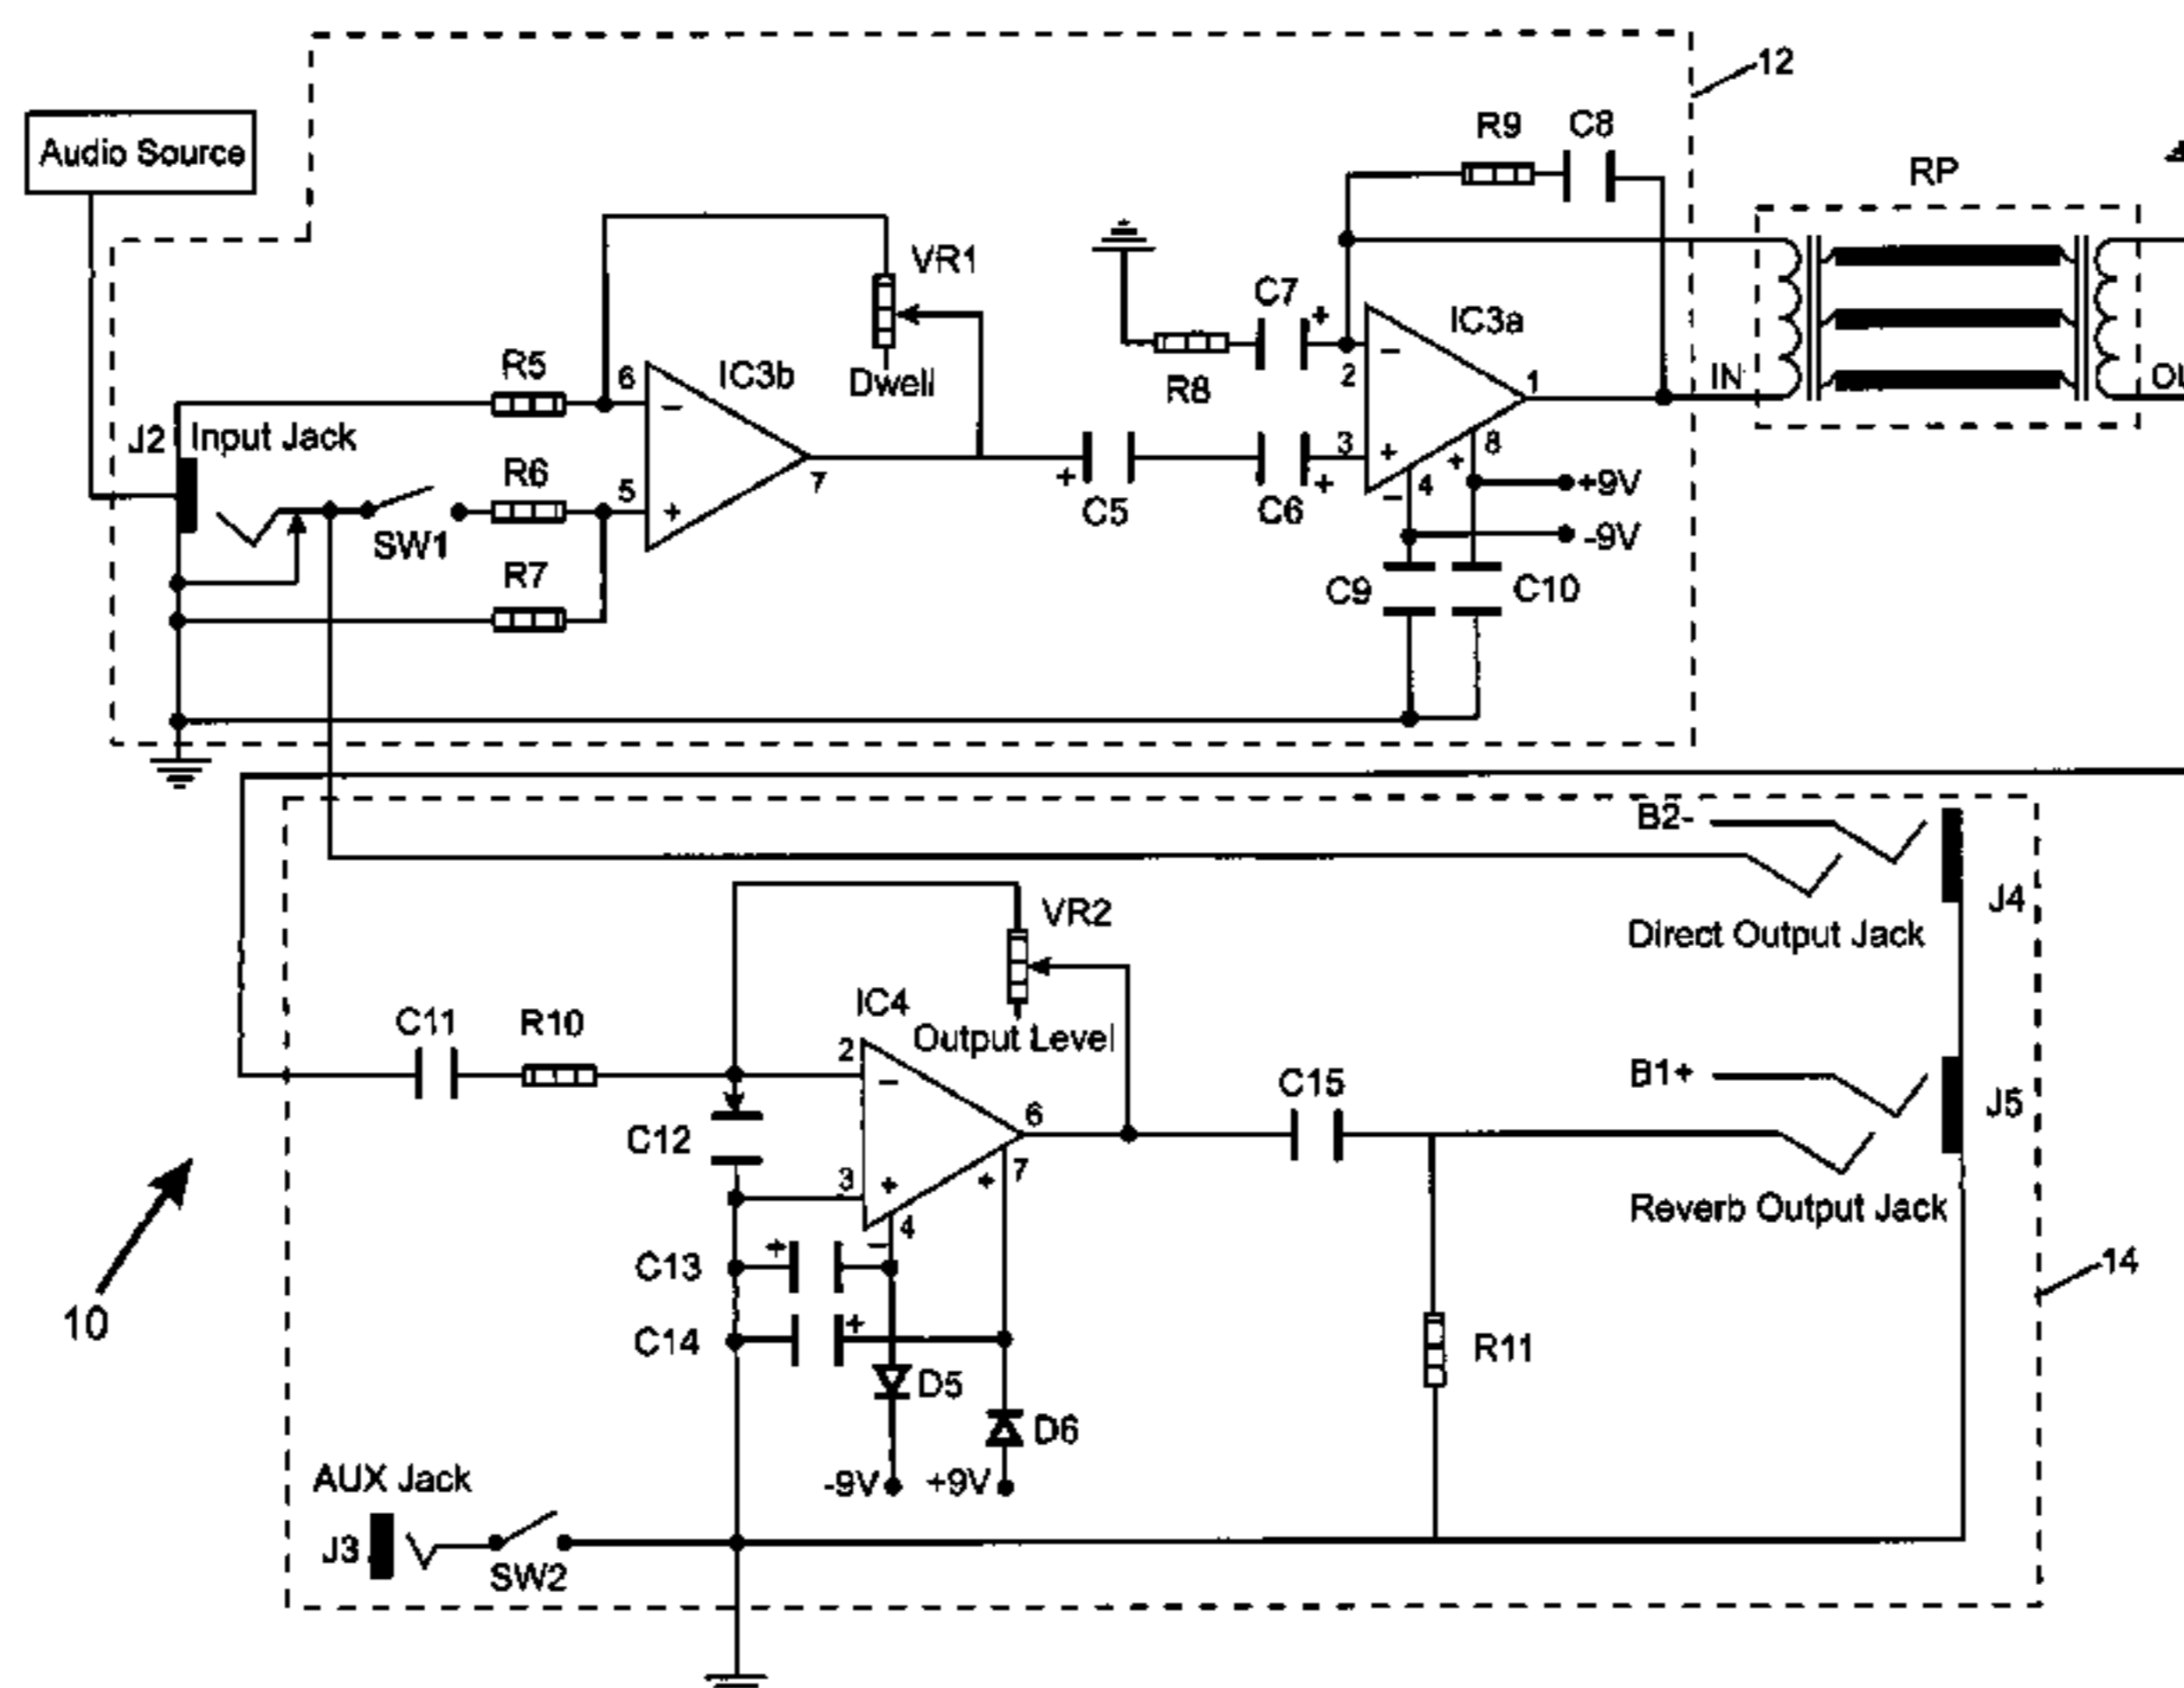 12
Audio Source
R9
C8
RP
VR1
C7
IC3a
R5
6
IC3b
Dwell
R8
2
1
IN
J2
Input Jack
7
3
8
R6
5
C5
C6
4
+9V
-9V
SW1
R7
C9
C10
B2-
J4
VR2
Direct Output Jack
IC4
Output Level
C11
R10
2
B1+
J5
C15
6
C12
7
3
Reverb Output Jack
4
C13
14
10
C14
R11
D5
D6
AUX Jack
-9V
+9V
J3
SW2